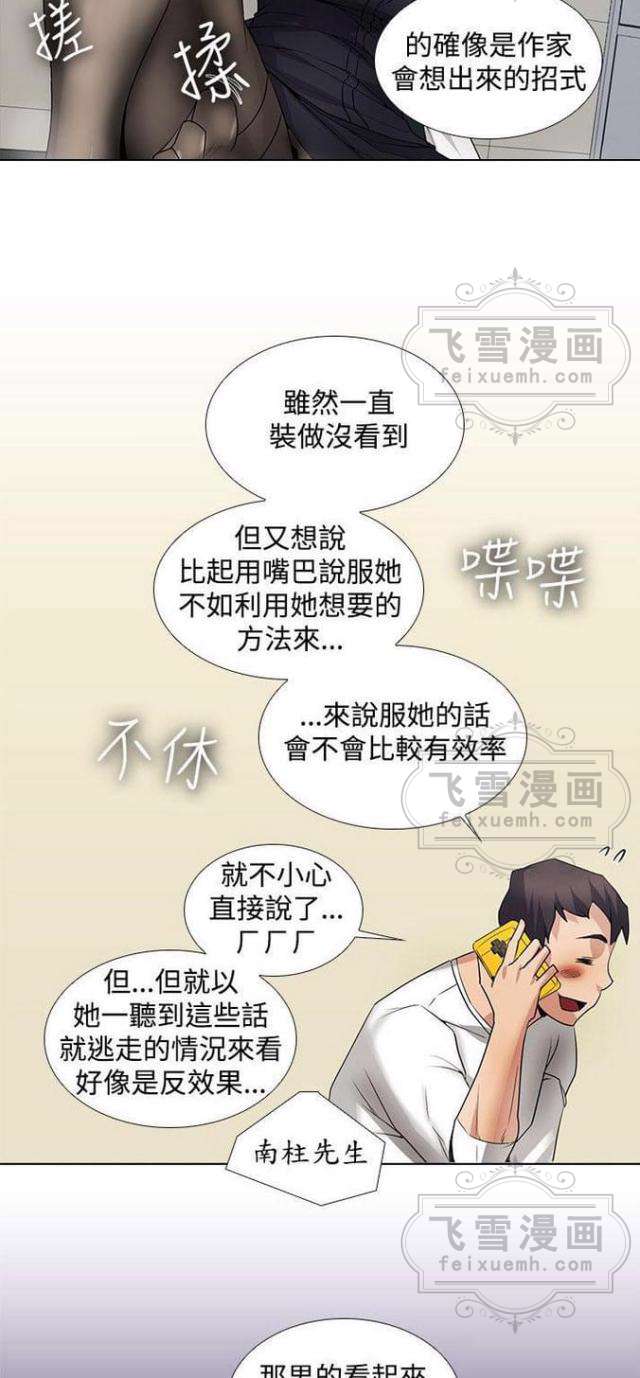 搓
揉
的確像是作家
會想出來的招式
飞雪漫画
feixuemh.com
雖然一直
裝做沒看到
但又想說
比起用嘴巴說服她
不如利用她想要的
方法來...
喋喋
...來說服她的話
會不會比較有效率
不休
飞雪漫画
feixuemh.com
就不小心
直接說了...
厂厂厂
但...但就以
她一聽到這些話
就逃走的情況來看
好像是反效果...
南柱先生
飞雪漫画
feixuemh.com
那男的看起來